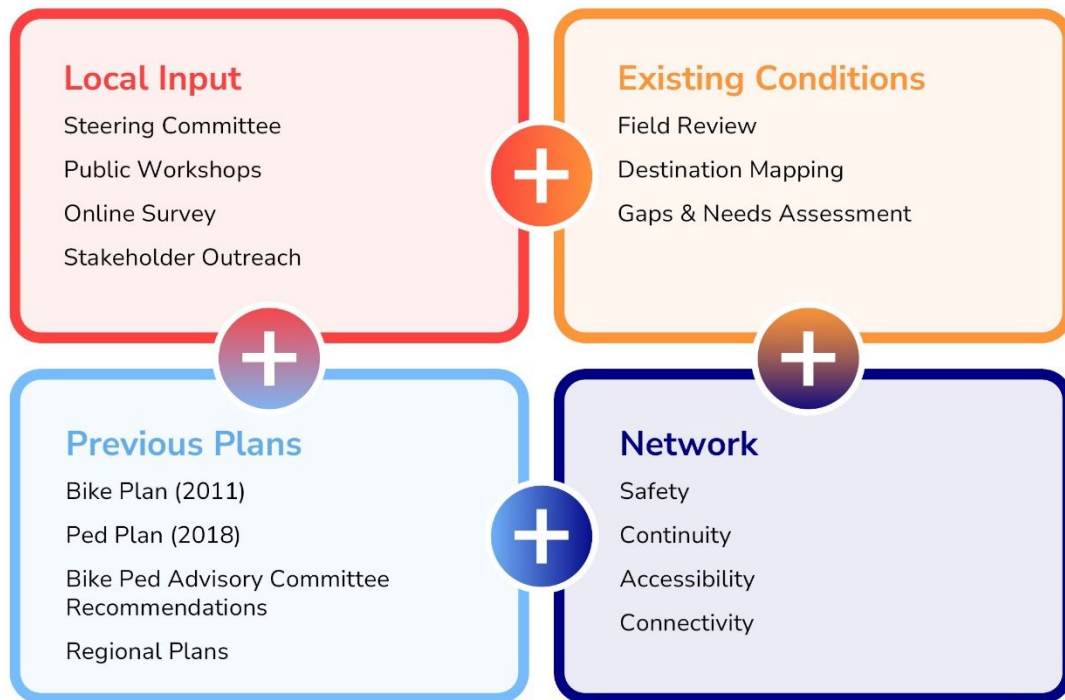 Local Input
Steering Committee
Public Workshops
Online Survey
Stakeholder Outreach
Existing Conditions
Field Review
Destination Mapping
Gaps & Needs Assessment
Previous Plans
Bike Plan (2011)
Ped Plan (2018)
Bike Ped Advisory Committee
Recommendations
Regional Plans
Network
Safety
Continuity
Accessibility
Connectivity